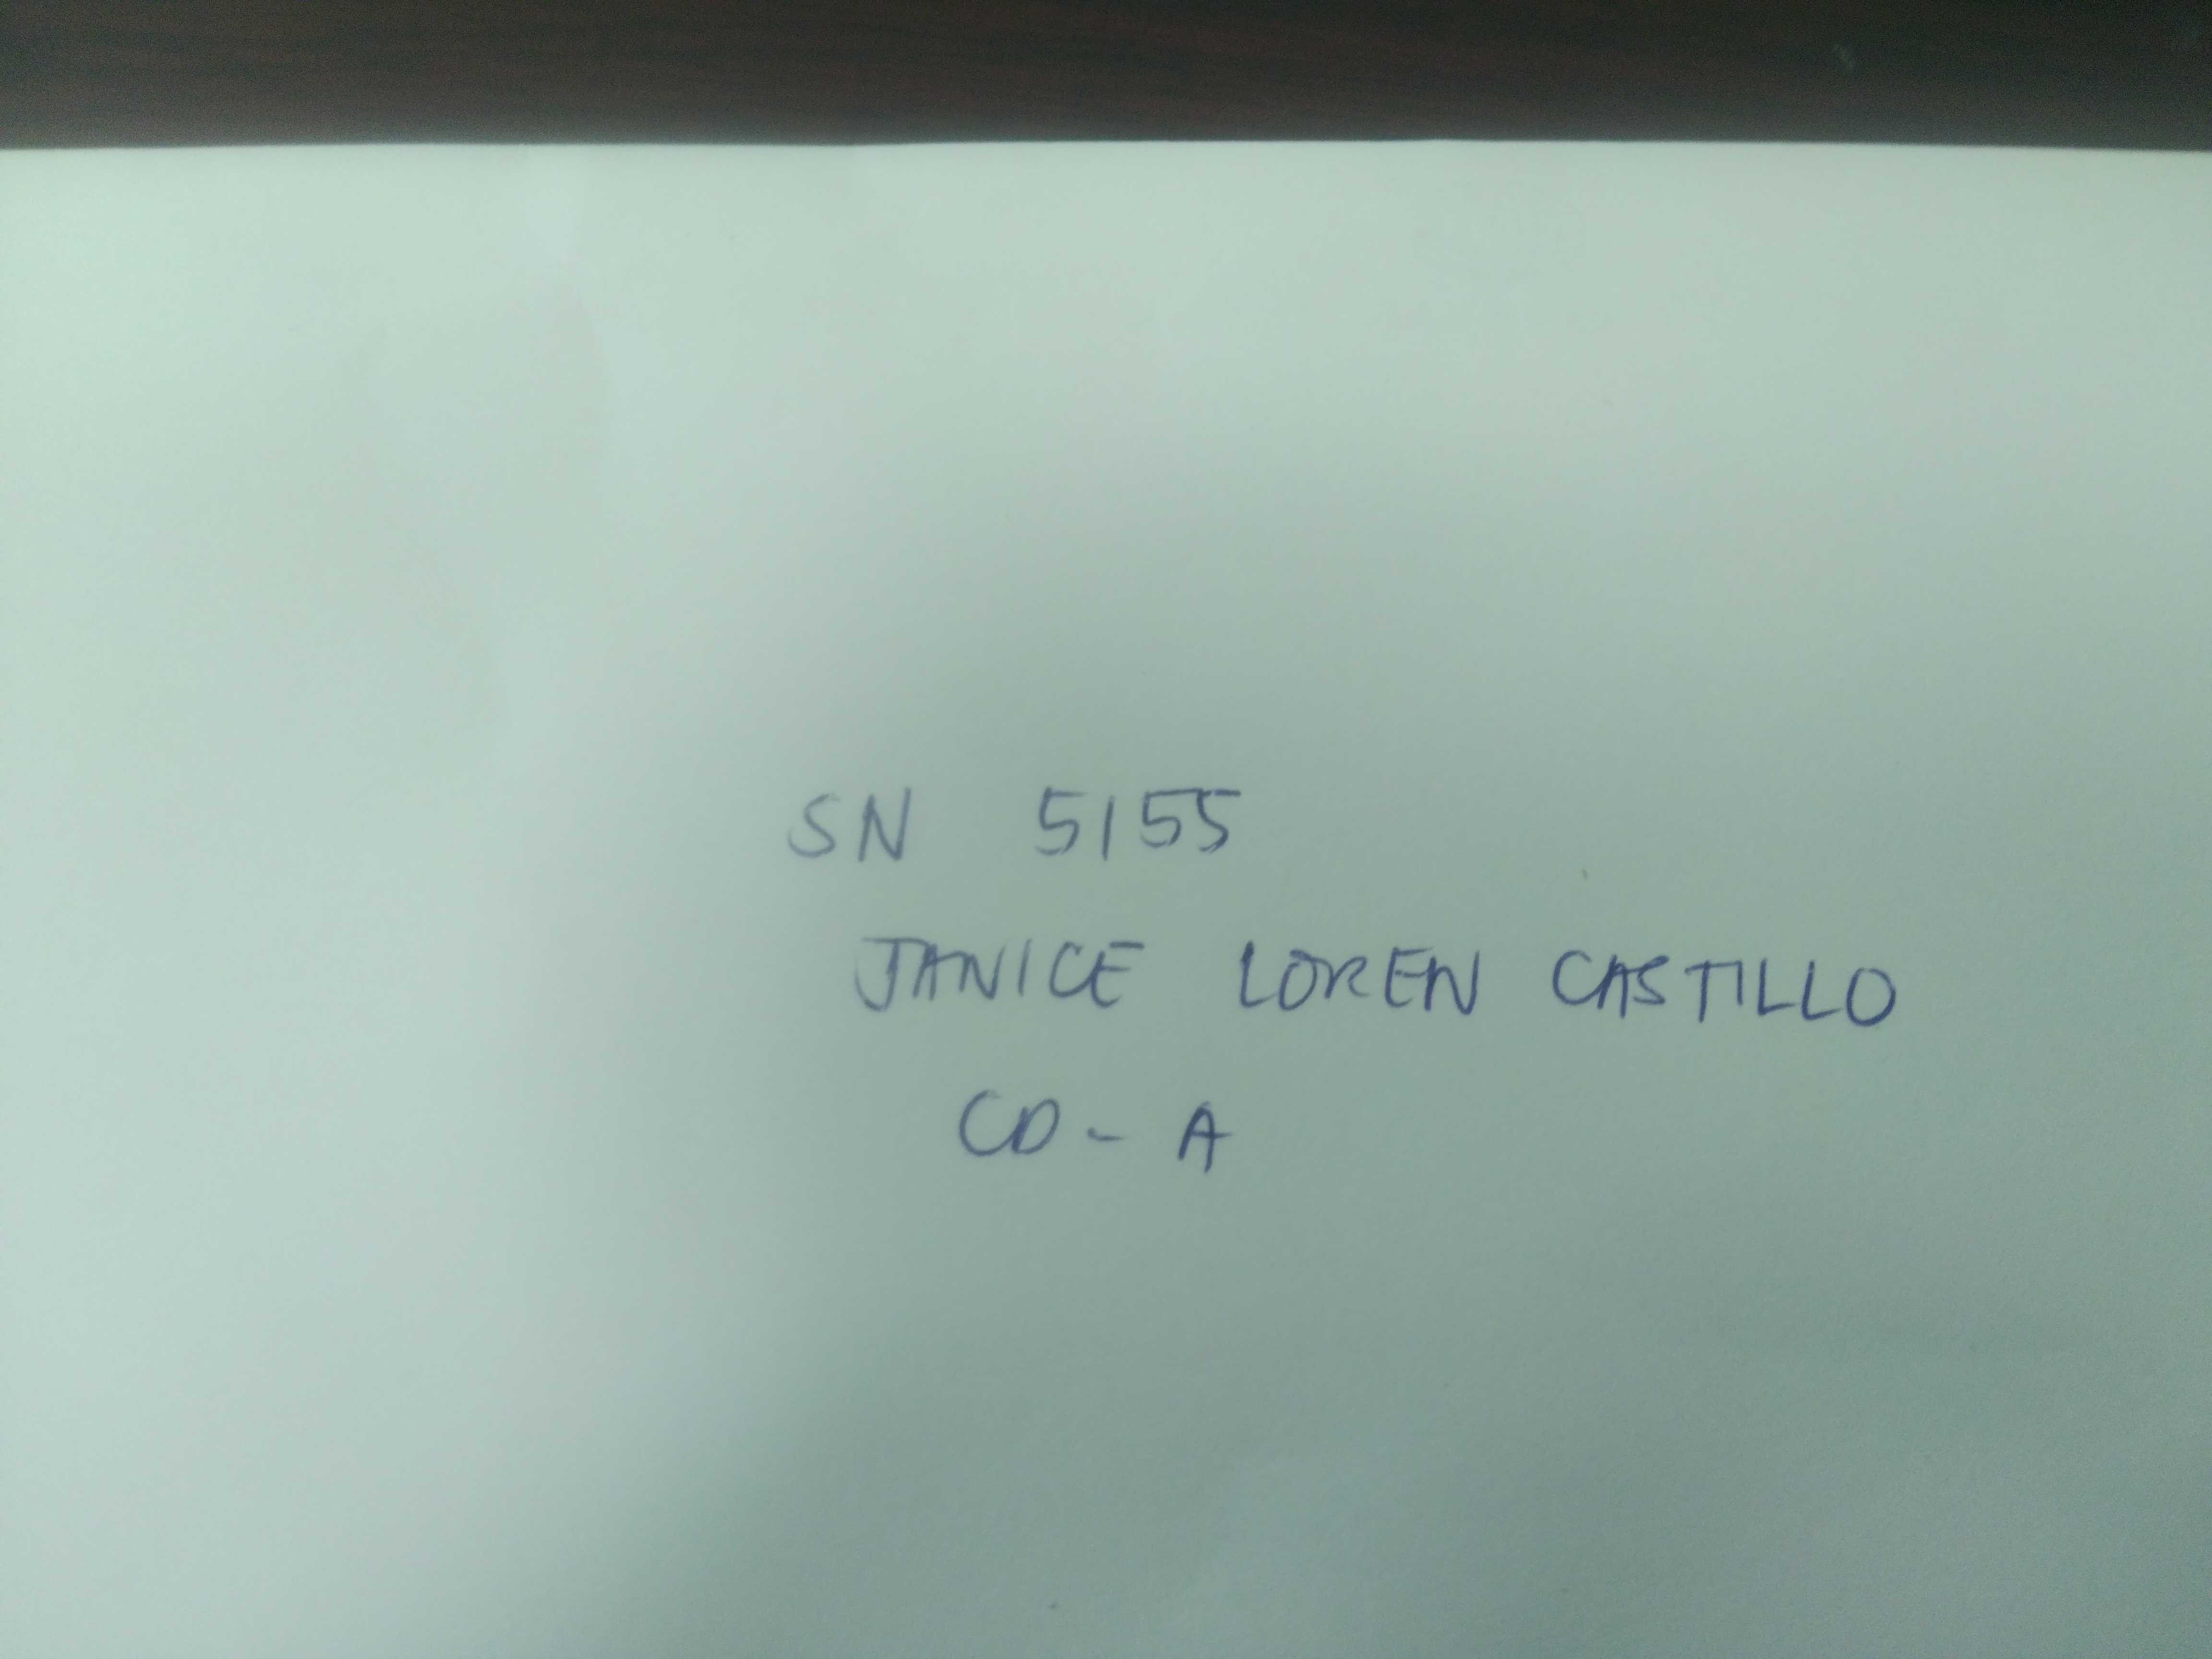 SN 5155
JANICE LOREN CASTILLO
CD - A